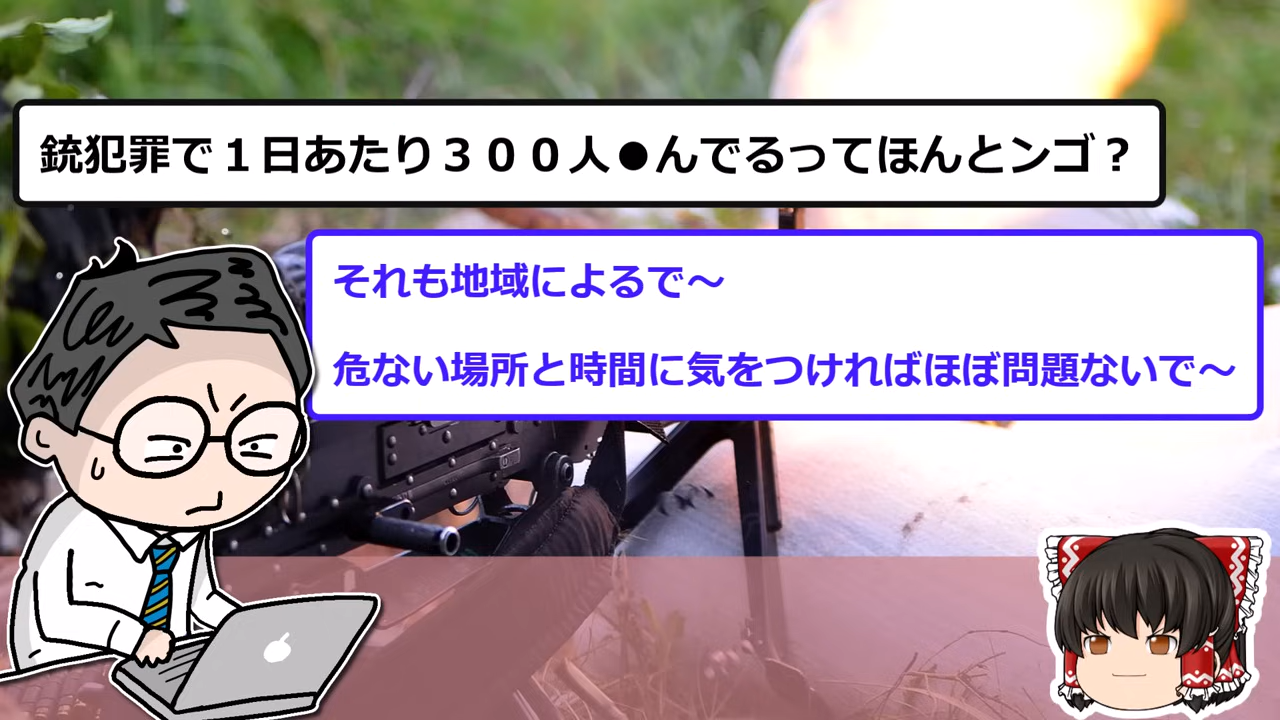 銃犯罪で１日あたり３００人●んでるってほんとンゴ？
それも地域によるで～
危ない場所と時間に気をつければほぼ問題ないで～